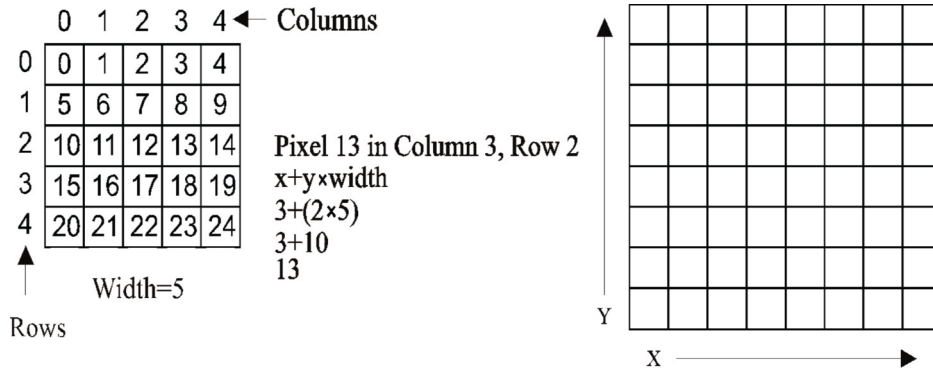 0 1 2 3 4 Columns
0 0 1 2 3 4
1 5 6 7 8 9
2 10 11 12 13 14
3 15 16 17 18 19
4 20 21 22 23 24
Width=5
Rows
Pixel 13 in Column 3, Row 2
x+y×width
3+(2×5)
3+10
13
Y
X